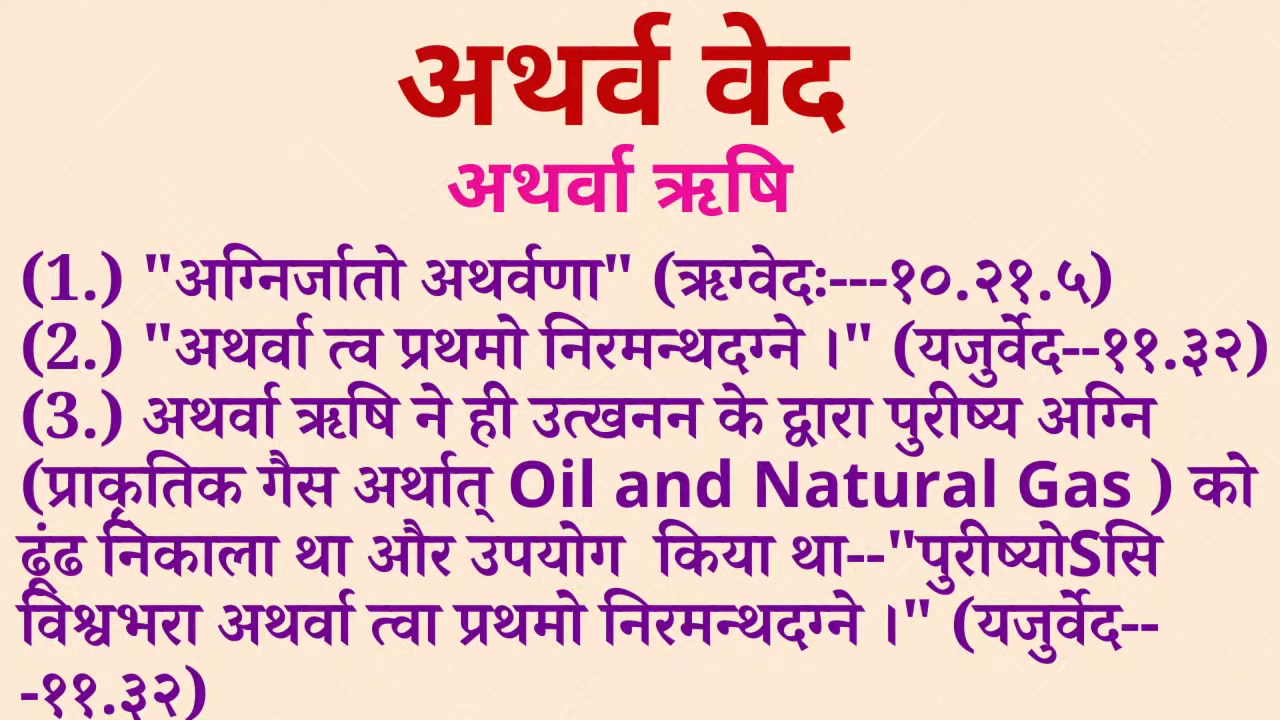 अथर्व वेद
अथर्वा ऋषि
(1.) "अग्निर्जातो अथर्वणा" (ऋग्वेदः---१०.२१.५)
(2.) "अथर्वा त्व प्रथमो निरमन्थदग्ने ।" (यजुर्वेद--११.३२)
(3.) अथर्वा ऋषि ने ही उत्खनन के द्वारा पुरीष्य अग्नि
(प्राकृतिक गैस अर्थात् Oil and Natural Gas ) को
ढूंढ निकाला था और उपयोग  किया था--"पुरीष्योSसि
विश्वभरा अथर्वा त्वा प्रथमो निरमन्थदग्ने ।" (यजुर्वेद--
-११.३२)